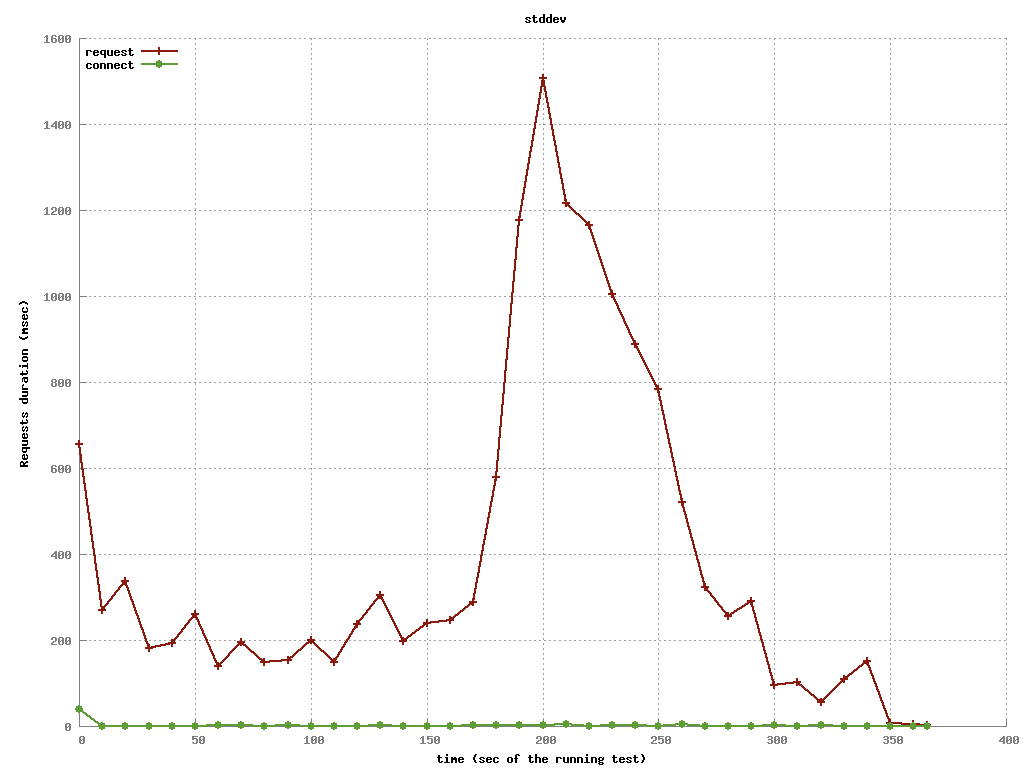 stddev
1600
request
connect
1400
1200
1000
Requests duration (msec)
800
600
400
200
0
0 50 100 150 200 250 300 350 400
time (sec of the running test)